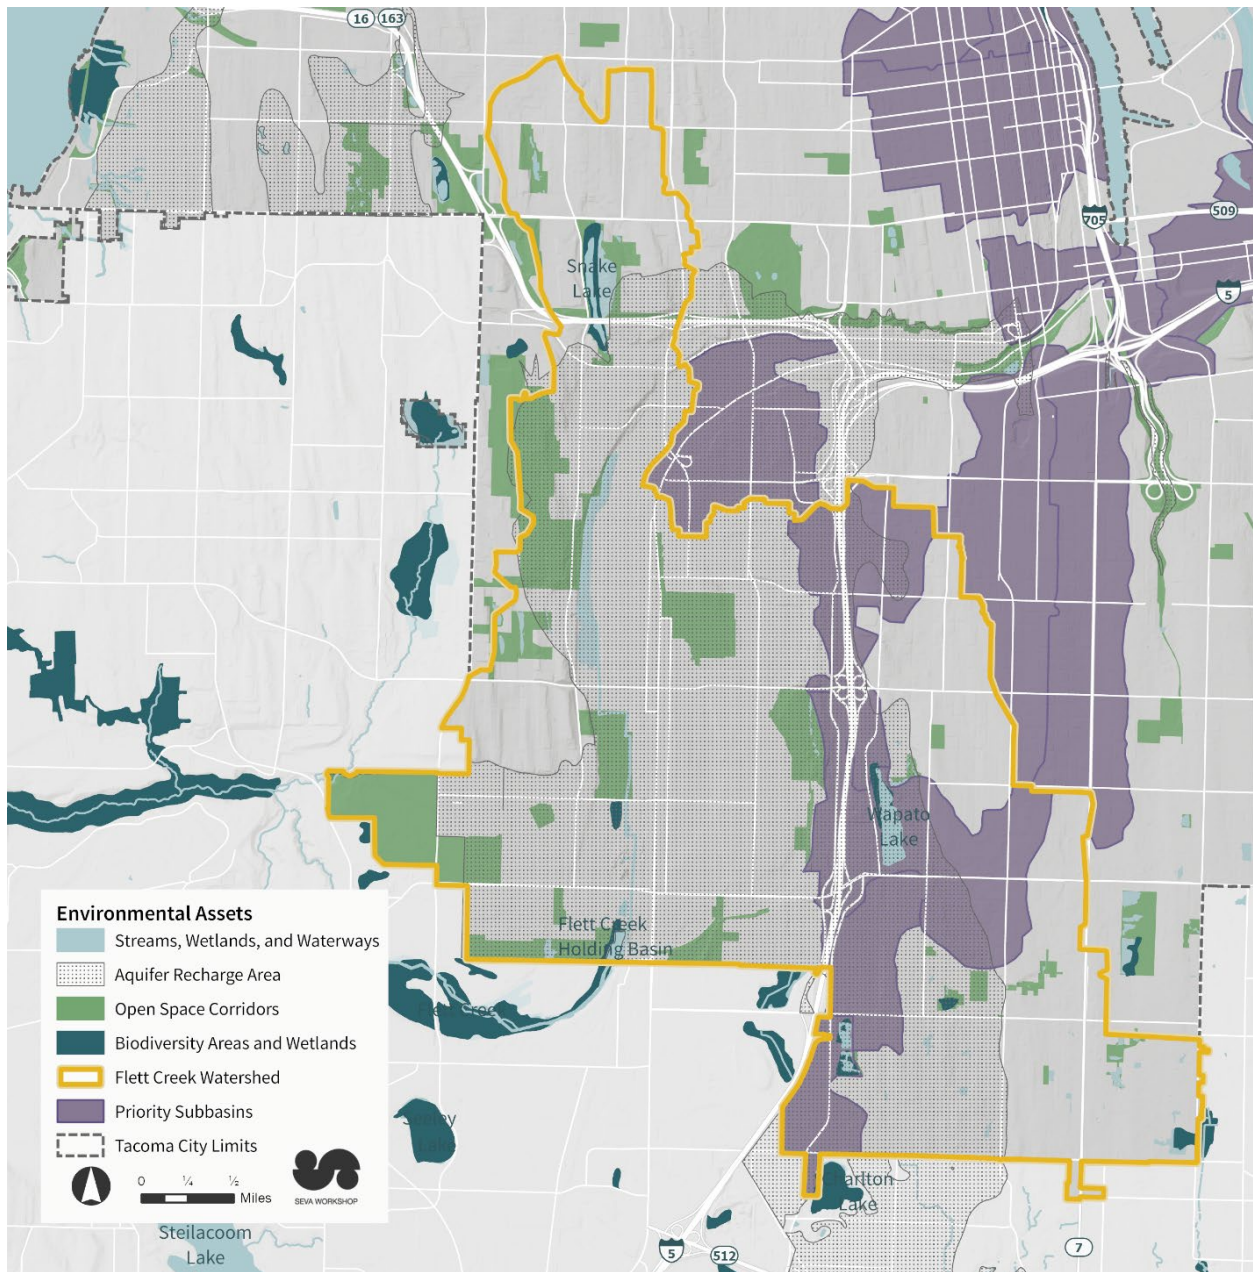 16
163
705
509
5
Snake
Lake
Wapato
Lake
Flett Creek
Holding Basin
Environmental Assets
Streams, Wetlands, and Waterways
Aquifer Recharge Area
Open Space Corridors
Biodiversity Areas and Wetlands
Flett Creek Watershed
Priority Subbasins
Tacoma City Limits
0 ¼ ½
Miles
SEVA WORKSHOP
Seeley
Lake
Charlton
Lake
Steilacoom
Lake
5
512
7